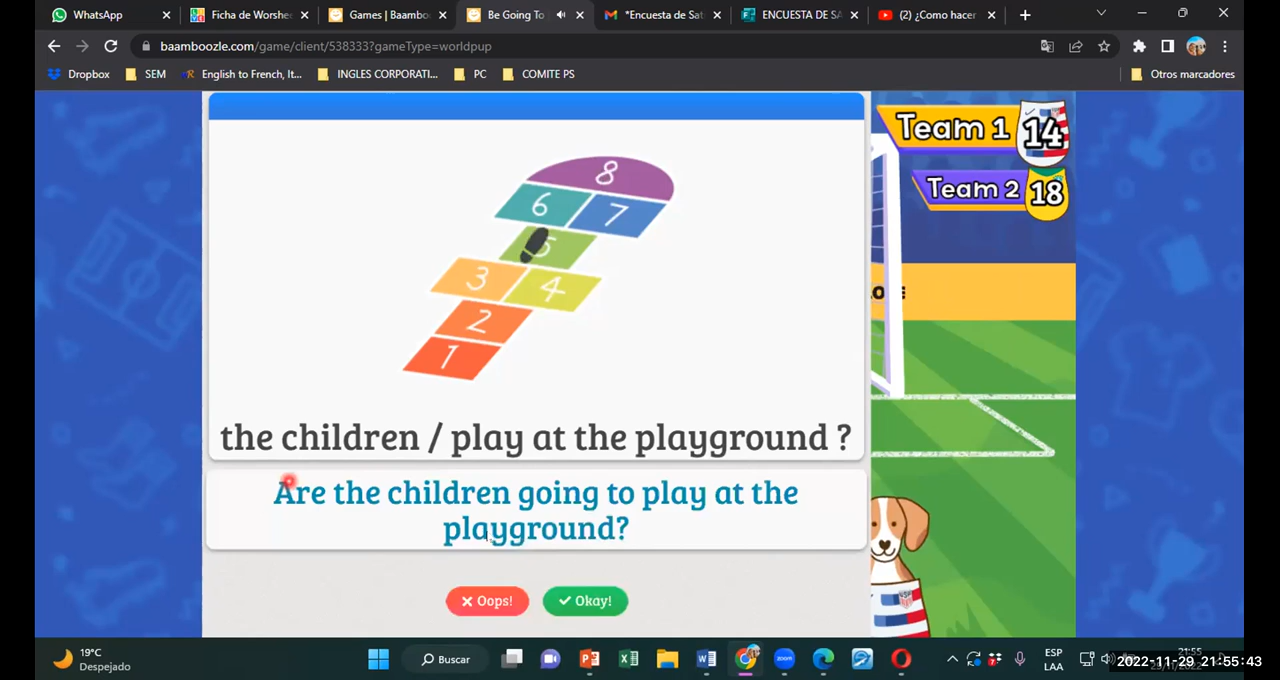 WhatsApp
Ficha de Worshee
Games | Baambo
Be Going To
*Encuesta de Sat
ENCUESTA DE SA
(2) ¿Como hacer
baamboozle.com/game/client/538333?gameType=worldpup
Dropbox
SEM
English to French, It...
INGLES CORPORATI...
PC
COMITE PS
Otros marcadores
Team 1 14
Team 2 18
8
6 7
5
3 4
2
1
the children / play at the playground ?
Are the children going to play at the
playground?
Oops!
Okay!
19°C
Despejado
Buscar
ESP
LAA
21:55
2022-11-29 21:55:43